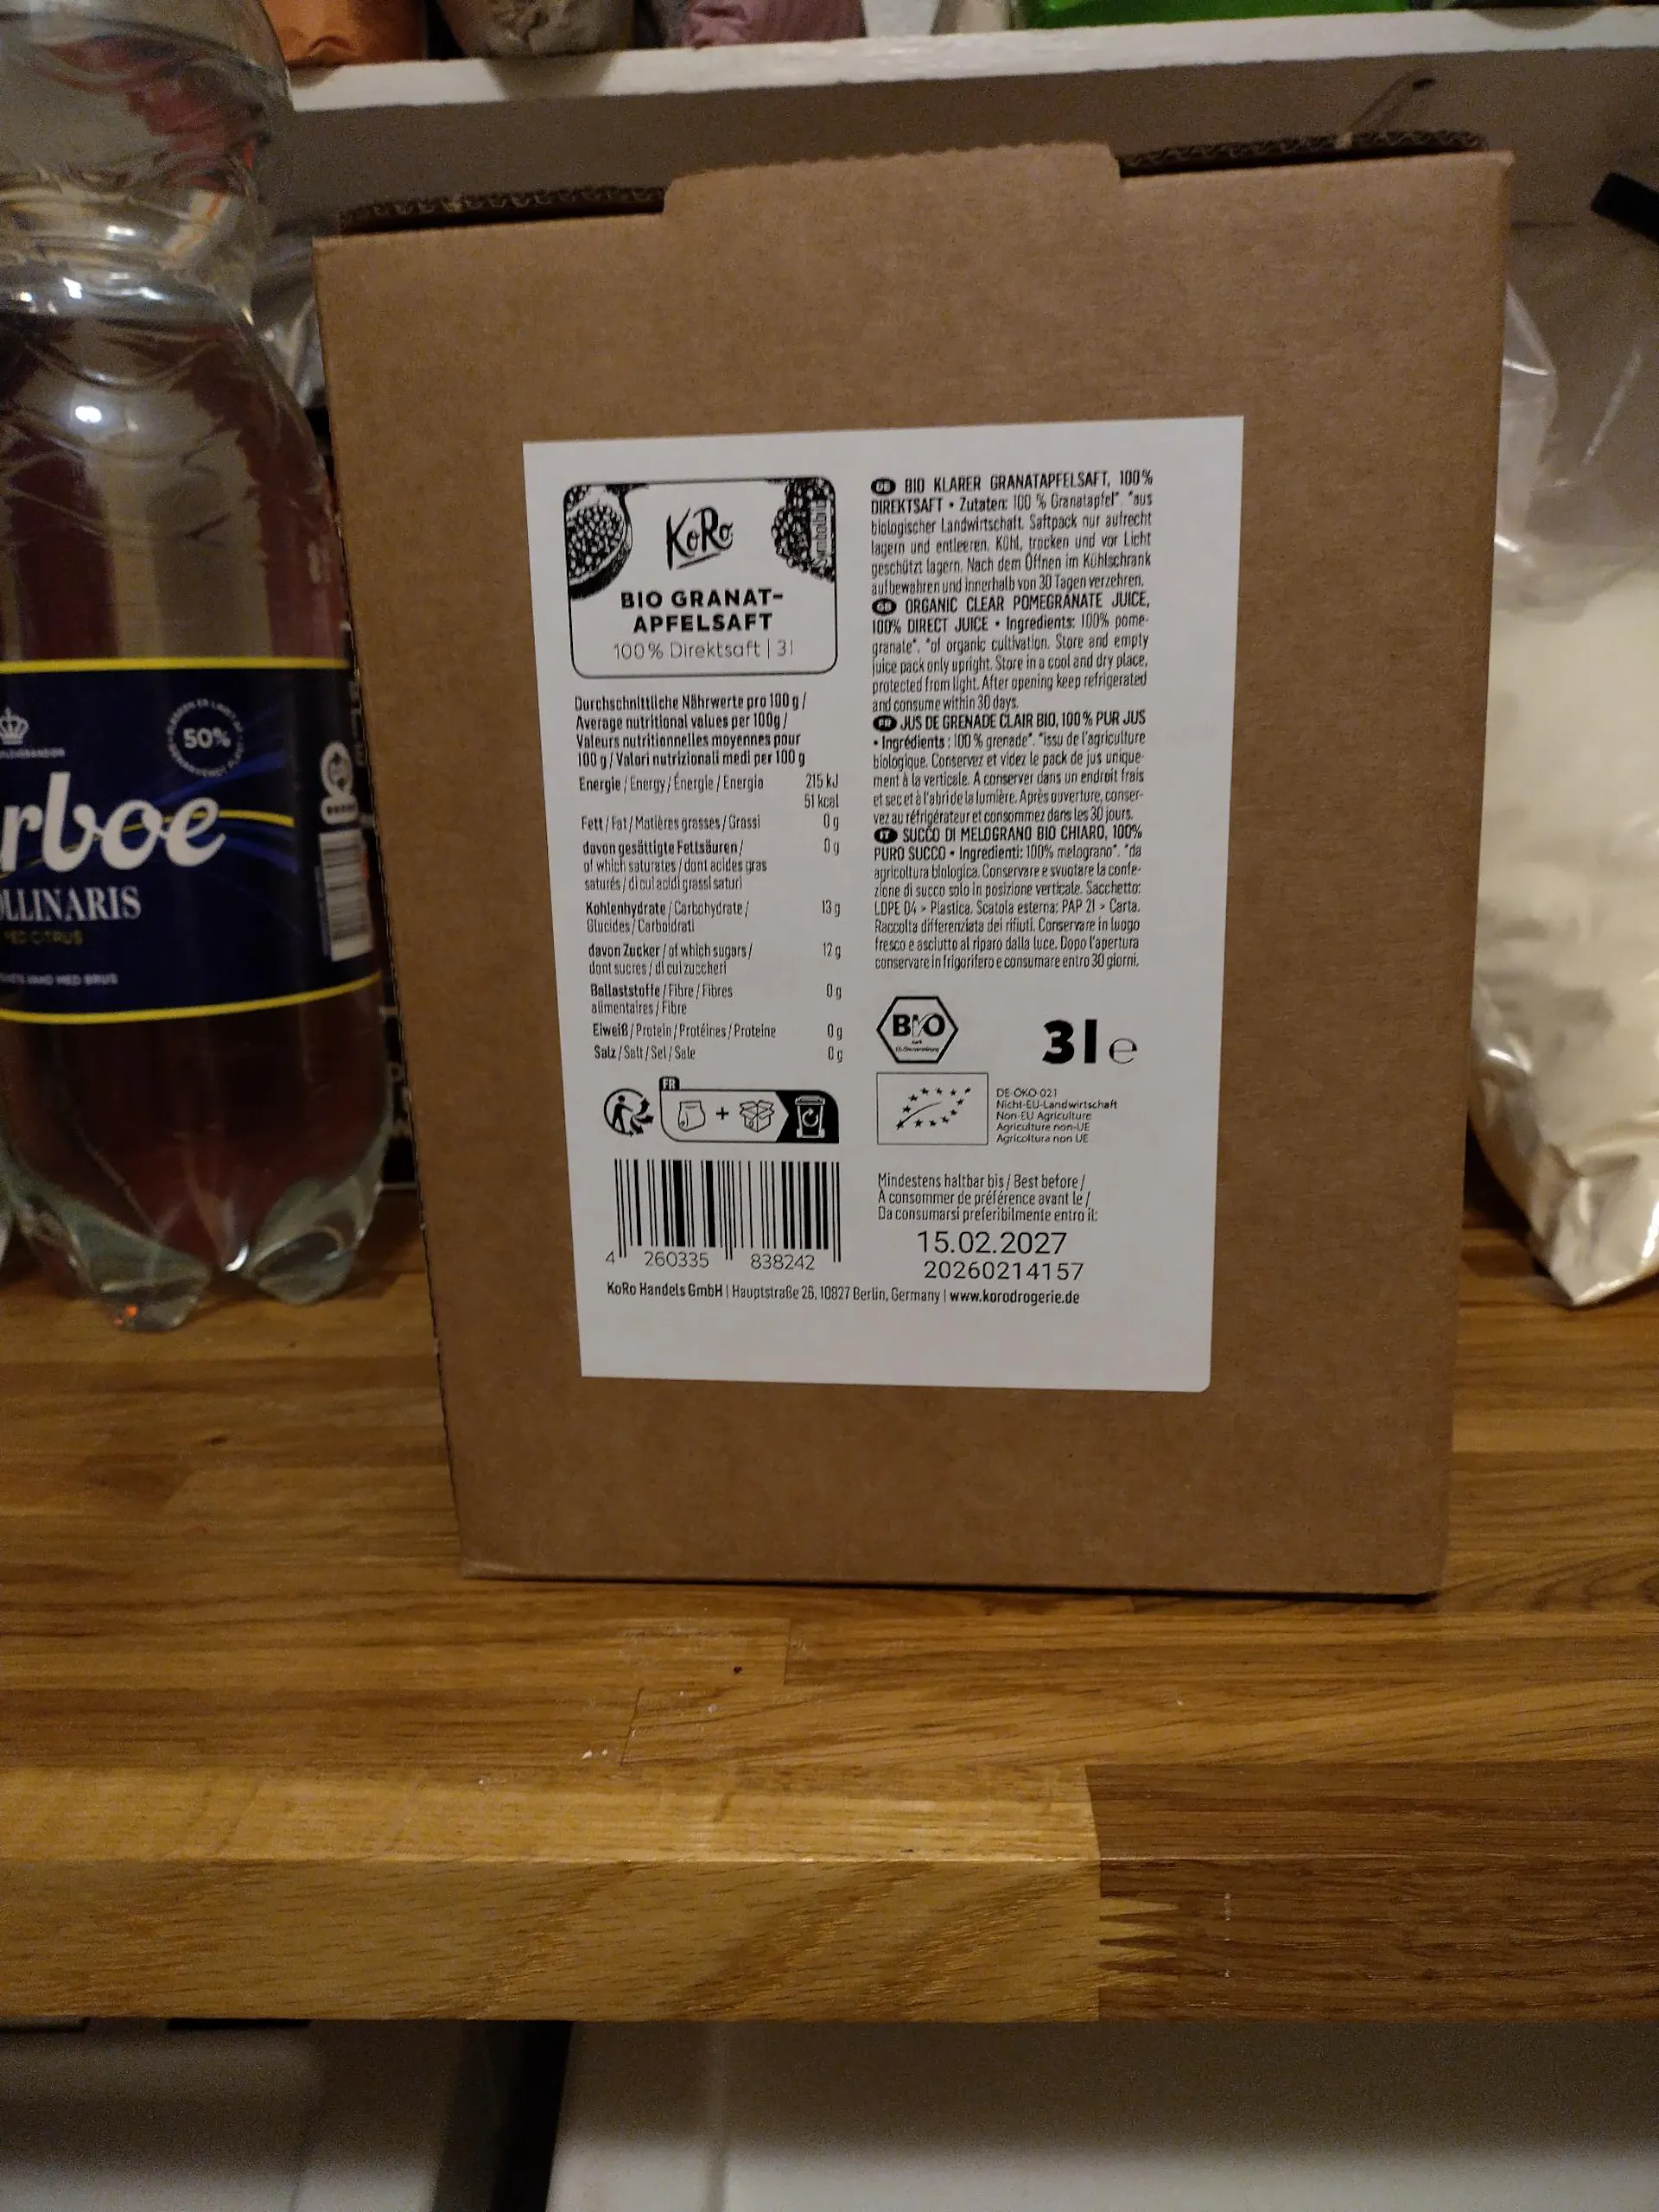 50%
rboe
LLINARIS
MED CITRUS
KoRo
Symbolbild
BIO GRANAT-
APFELSAFT
100% Direktsaft | 3l
Durchschnittliche Nährwerte pro 100 g /
Average nutritional values per 100g /
Valeurs nutritionnelles moyennes pour
100 g / Valori nutrizionali medi per 100 g
Energie / Energy / Énergie / Energia 215 kJ
51 kcal
Fett / Fat / Matières grasses / Grassi 0 g
davon gesättigte Fettsäuren / 0 g
of which saturates / dont acides gras
saturés / di cui acidi grassi saturi
Kohlenhydrate / Carbohydrate / 13 g
Glucides / Carboidrati
davon Zucker / of which sugars / 12 g
dont sucres / di cui zuccheri
Ballaststoffe / Fibre / Fibres 0 g
alimentaires / Fibre
Eiweiß / Protein / Protéines / Proteine 0 g
Salz / Salt / Sel / Sale 0 g
FR
4 260335 838242
DE BIO KLARER GRANATAPFELSAFT, 100%
DIREKTSAFT • Zutaten: 100 % Granatapfel*. *aus
biologischer Landwirtschaft. Saftpack nur aufrecht
lagern und entleeren. Kühl, trocken und vor Licht
geschützt lagern. Nach dem Öffnen im Kühlschrank
aufbewahren und innerhalb von 30 Tagen verzehren.
GB ORGANIC CLEAR POMEGRANATE JUICE,
100% DIRECT JUICE • Ingredients: 100% pome-
granate*. *of organic cultivation. Store and empty
juice pack only upright. Store in a cool and dry place,
protected from light. After opening keep refrigerated
and consume within 30 days.
FR JUS DE GRENADE CLAIR BIO, 100 % PUR JUS
• Ingrédients : 100 % grenade*. *issu de l'agriculture
biologique. Conservez et videz le pack de jus unique-
ment à la verticale. A conserver dans un endroit frais
et sec et à l'abri de la lumière. Après ouverture, conser-
vez au réfrigérateur et consommez dans les 30 jours.
IT SUCCO DI MELOGRANO BIO CHIARO, 100%
PURO SUCCO • Ingredienti: 100% melograno*. *da
agricoltura biologica. Conservare e svuotare la confe-
zione di succo solo in posizione verticale. Sacchetto:
LDPE 04 > Plastica. Scatola esterna: PAP 21 > Carta.
Raccolta differenziata dei rifiuti. Conservare in luogo
fresco e asciutto al riparo dalla luce. Dopo l'apertura
conservare in frigorifero e consumare entro 30 giorni.
BIO
3l e
DE-ÖKO-021
Nicht-EU-Landwirtschaft
Non-EU Agriculture
Agriculture non-UE
Agricoltura non UE
Mindestens haltbar bis / Best before /
À consommer de préférence avant le /
Da consumarsi preferibilmente entro il:
15.02.2027
20260214157
KoRo Handels GmbH | Hauptstraße 26, 10827 Berlin, Germany | www.korodrogerie.de